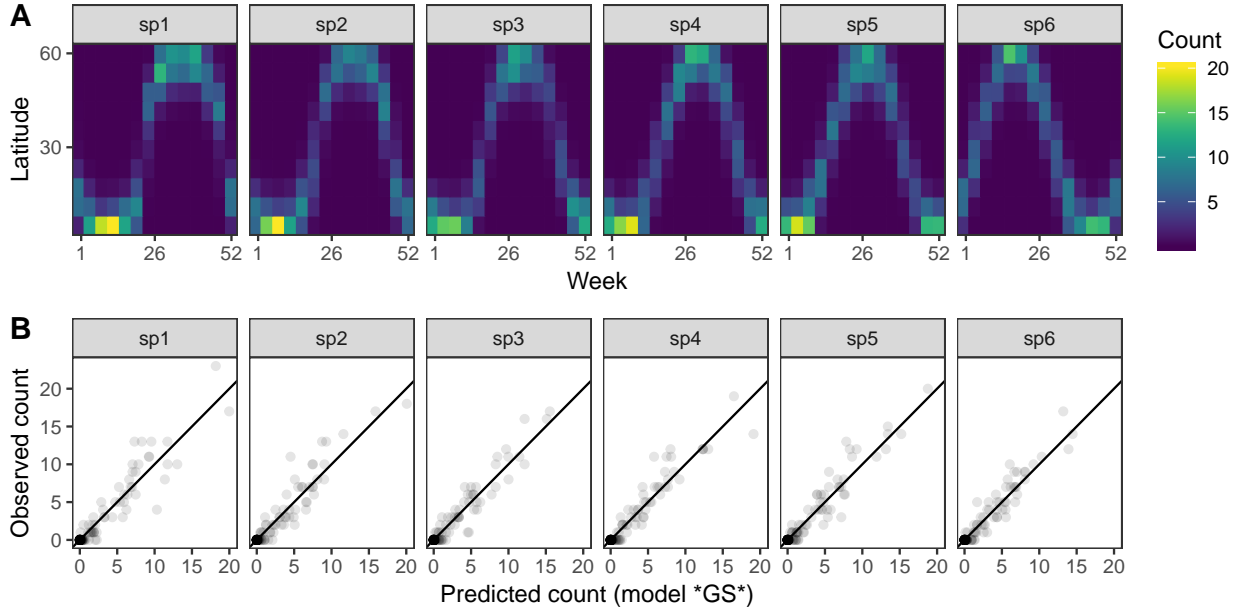 A
sp1 sp2 sp3 sp4 sp5 sp6
Latitude
60
30
1 26 52 1 26 52 1 26 52 1 26 52 1 26 52 1 26 52
Week
Count
20
15
10
5
B
sp1 sp2 sp3 sp4 sp5 sp6
Observed count
20
15
10
5
0
0 5 10 15 20 0 5 10 15 20 0 5 10 15 20 0 5 10 15 20 0 5 10 15 20 0 5 10 15 20
Predicted count (model *GS*)